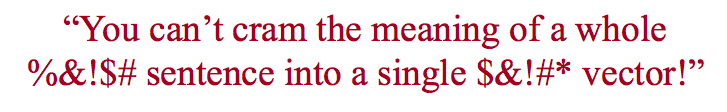 “You can’t cram the meaning of a whole
%&!$# sentence into a single $&!#* vector!”